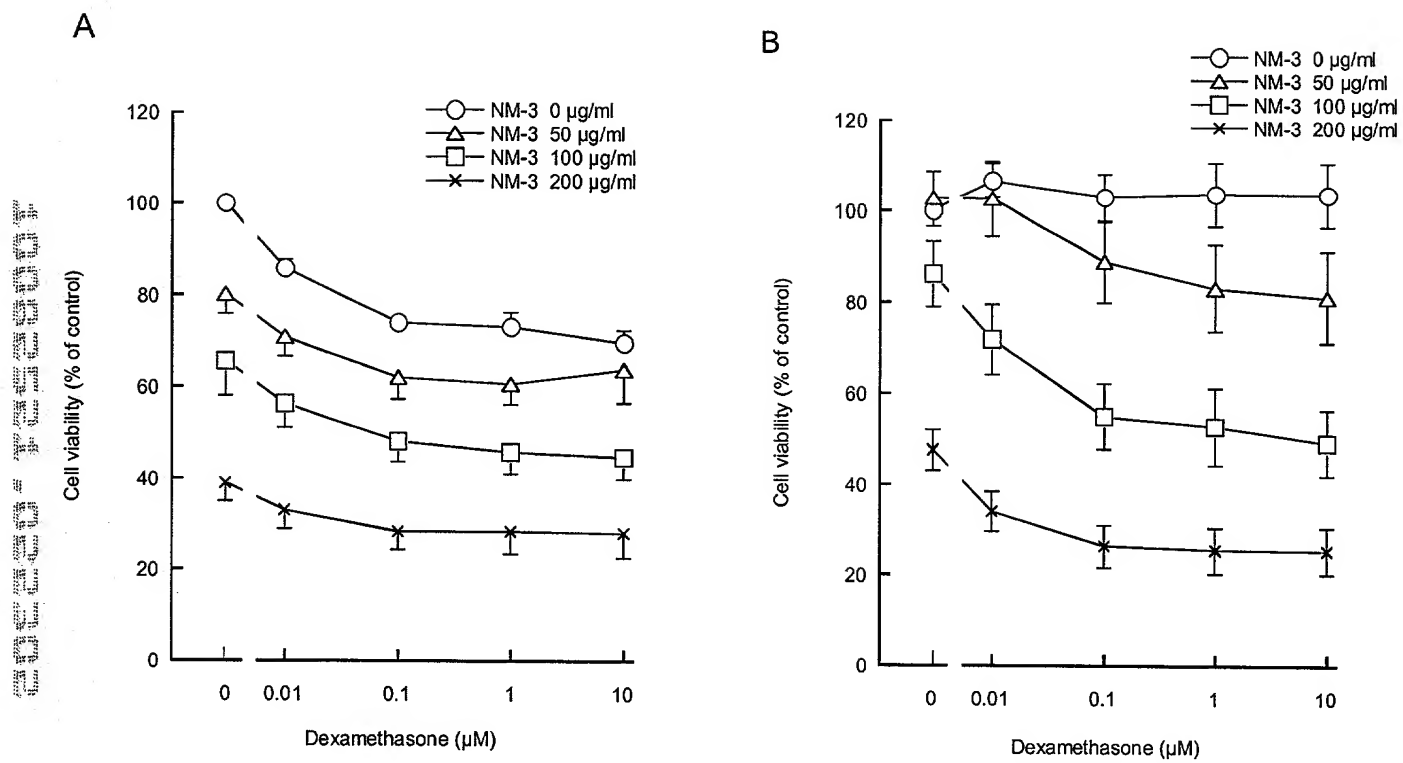 A
NM-3 0 µg/ml
NM-3 50 µg/ml
NM-3 100 µg/ml
NM-3 200 µg/ml
120
100
80
60
40
20
0
Cell viability (% of control)
0 0.01 0.1 1 10
Dexamethasone (µM)
B
NM-3 0 µg/ml
NM-3 50 µg/ml
NM-3 100 µg/ml
NM-3 200 µg/ml
120
100
80
60
40
20
0
Cell viability (% of control)
0 0.01 0.1 1 10
Dexamethasone (µM)